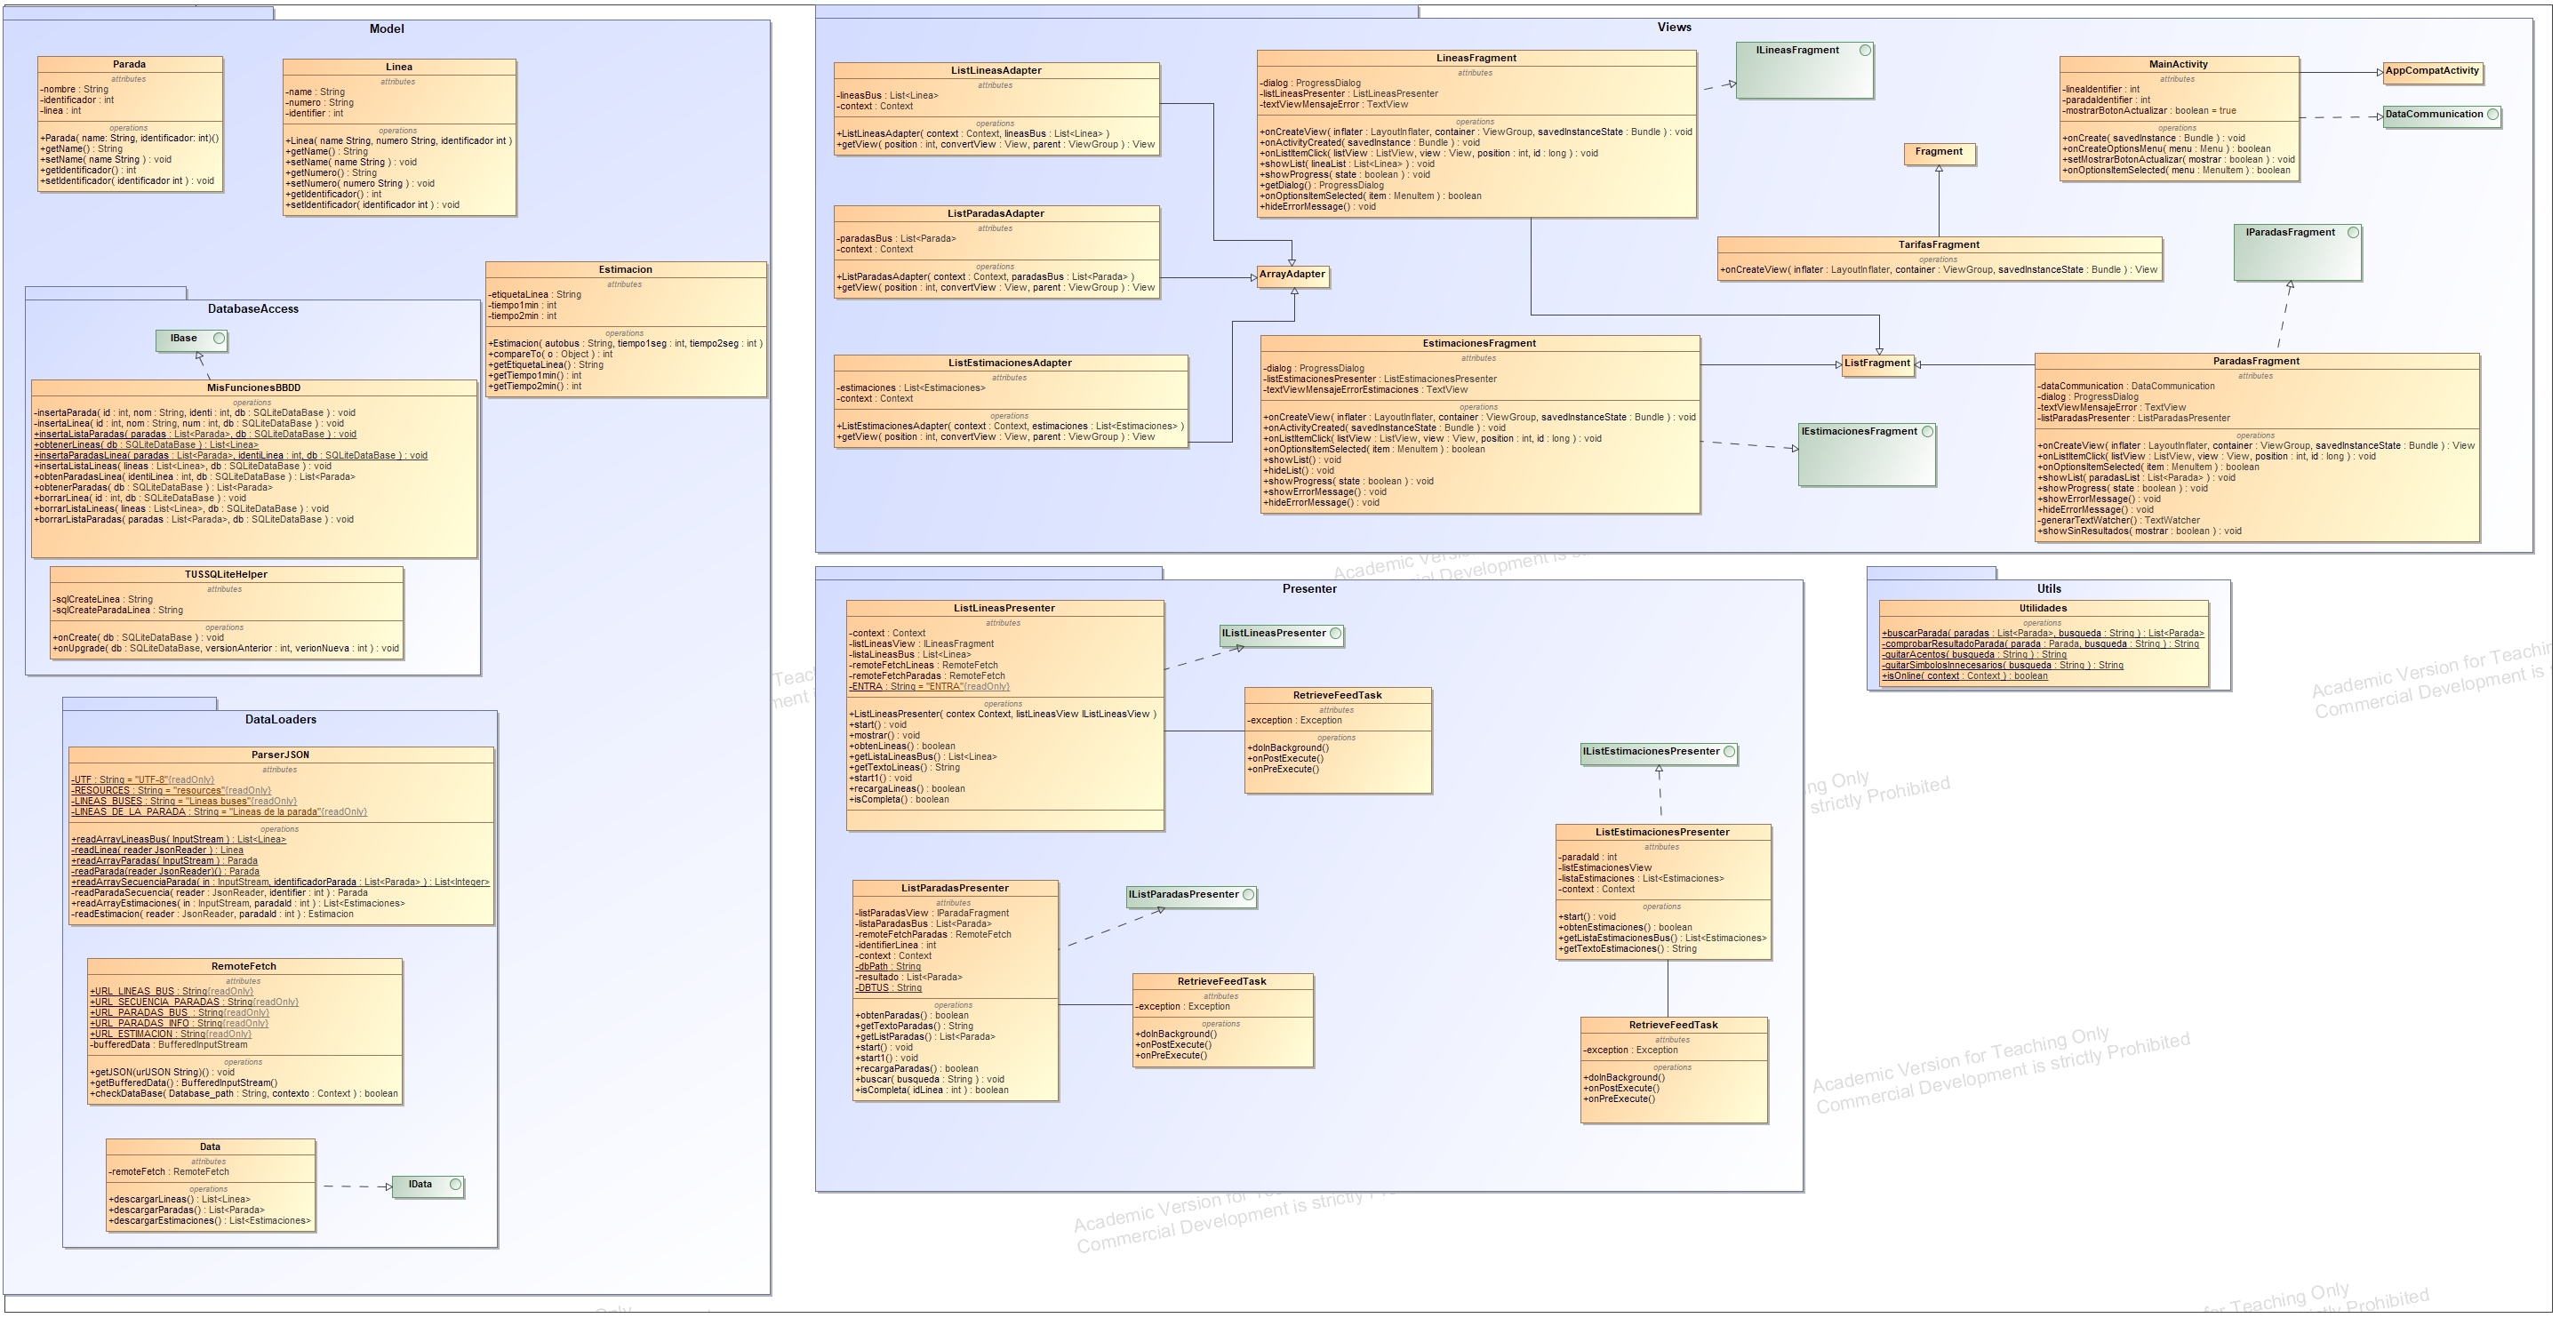 Model
Parada
attributes
-nombre : String
-identificador : int
-linea : int
operations
+Parada( name: String, identificador: int)()
+getName() : String
+setName( name String ) : void
+getIdentificador() : int
+setIdentificador( identificador int ) : void
Linea
attributes
-name : String
-numero : String
-identifier : int
operations
+Linea( name String, numero String, identificador int )
+getName() : String
+setName( name String ) : void
+getNumero() : String
+setNumero( numero String ) : void
+getIdentificador() : int
+setIdentificador( identificador int ) : void
Estimacion
attributes
-etiquetaLinea : String
-tiempo1min : int
-tiempo2min : int
operations
+Estimacion( autobus : String, tiempo1seg : int, tiempo2seg : int )
+compareTo( o : Object ) : int
+getEtiquetaLinea() : String
+getTiempo1min() : int
+getTiempo2min() : int
DatabaseAccess
IBase
MisFuncionesBBDD
operations
-insertaParada( id : int, nom : String, identi : int, db : SQLiteDataBase ) : void
-insertaLinea( id : int, nom : String, num : int, db : SQLiteDataBase ) : void
+insertaListaParadas( paradas : List<Parada>, db : SQLiteDataBase ) : void
+obtenerLineas( db : SQLiteDataBase ) : List<Linea>
+insertaParadasLinea( paradas : List<Parada>, identiLinea : int, db : SQLiteDataBase ) : void
+insertaListaLineas( lineas : List<Linea>, db : SQLiteDataBase ) : void
+obtenParadasLinea( identiLinea : int, db : SQLiteDataBase ) : List<Parada>
+obtenerParadas( db : SQLiteDataBase ) : List<Parada>
+borrarLinea( id : int, db : SQLiteDataBase ) : void
+borrarListaLineas( lineas : List<Linea>, db : SQLiteDataBase ) : void
+borrarListaParadas( paradas : List<Parada>, db : SQLiteDataBase ) : void
TUSSQLiteHelper
attributes
-sqlCreateLinea : String
-sqlCreateParadaLinea : String
operations
+onCreate( db : SQLiteDataBase ) : void
+onUpgrade( db : SQLiteDataBase, versionAnterior : int, verionNueva : int ) : void
DataLoaders
ParserJSON
attributes
-UTF : String = "UTF-8"{readOnly}
-RESOURCES : String = "resources"{readOnly}
-LINEAS_BUSES : String = "Lineas buses"{readOnly}
-LINEAS_DE_LA_PARADA : String = "Lineas de la parada"{readOnly}
operations
+readArrayLineasBus( InputStream ) : List<Linea>
-readLinea( reader JsonReader ) : Linea
+readArrayParadas( InputStream ) : Parada
-readParada(reader JsonReader)() : Parada
+readArraySecuenciaParada( in : InputStream, identificadorParada : List<Parada> ) : List<Integer>
-readParadaSecuencia( reader : JsonReader, identifier : int ) : Parada
+readArrayEstimaciones( in : InputStream, paradaId : int ) : List<Estimaciones>
-readEstimacion( reader : JsonReader, paradaId : int ) : Estimacion
RemoteFetch
attributes
+URL_LINEAS_BUS : String{readOnly}
+URL_SECUENCIA_PARADAS : String{readOnly}
+URL_PARADAS_BUS_ : String{readOnly}
+URL_PARADAS_INFO : String{readOnly}
+URL_ESTIMACION : String{readOnly}
-bufferedData : BufferedInputStream
operations
+getJSON(urlJSON String)() : void
+getBufferedData() : BufferedInputStream()
+checkDataBase( Database_path : String, contexto : Context ) : boolean
Data
attributes
-remoteFetch : RemoteFetch
operations
+descargarLineas() : List<Linea>
+descargarParadas() : List<Parada>
+descargarEstimaciones() : List<Estimaciones>
IData
Views
ListLineasAdapter
attributes
-lineasBus : List<Linea>
-context : Context
operations
+ListLineasAdapter( context : Context, lineasBus : List<Linea> )
+getView( position : int, convertView : View, parent : ViewGroup ) : View
ListParadasAdapter
attributes
-paradasBus : List<Parada>
-context : Context
operations
+ListParadasAdapter( context : Context, paradasBus : List<Parada> )
+getView( position : int, convertView : View, parent : ViewGroup ) : View
ListEstimacionesAdapter
attributes
-estimaciones : List<Estimaciones>
-context : Context
operations
+ListEstimacionesAdapter( context : Context, estimaciones : List<Estimaciones> )
+getView( position : int, convertView : View, parent : ViewGroup ) : View
ArrayAdapter
LineasFragment
attributes
-dialog : ProgressDialog
-listLineasPresenter : ListLineasPresenter
-textViewMensajeError : TextView
operations
+onCreateView( inflater : LayoutInflater, container : ViewGroup, savedInstanceState : Bundle ) : void
+onActivityCreated( savedInstance : Bundle ) : void
+onListItemClick( listView : ListView, view : View, position : int, id : long ) : void
+showList( lineaList : List<Linea> ) : void
+showProgress( state : boolean ) : void
+getDialog() : ProgressDialog
+onOptionsItemSelected( item : MenuItem ) : boolean
+hideErrorMessage() : void
ILineasFragment
EstimacionesFragment
attributes
-dialog : ProgressDialog
-listEstimacionesPresenter : ListEstimacionesPresenter
-textViewMensajeErrorEstimaciones : TextView
operations
+onCreateView( inflater : LayoutInflater, container : ViewGroup, savedInstanceState : Bundle ) : void
+onActivityCreated( savedInstanceState : Bundle ) : void
+onListItemClick( listView : ListView, view : View, position : int, id : long ) : void
+onOptionsItemSelected( item : MenuItem ) : boolean
+showList() : void
+hideList() : void
+showProgress( state : boolean ) : void
+showErrorMessage() : void
+hideErrorMessage() : void
IEstimacionesFragment
ListFragment
Fragment
TarifasFragment
operations
+onCreateView( inflater : LayoutInflater, container : ViewGroup, savedInstanceState : Bundle ) : View
MainActivity
attributes
-lineaIdentifier : int
-paradaIdentifier : int
-mostrarBotonActualizar : boolean = true
operations
+onCreate( savedInstance : Bundle ) : void
+onCreateOptionsMenu( menu : Menu ) : boolean
+setMostrarBotonActualizar( mostrar : boolean ) : void
+onOptionsItemSelected( menu : MenuItem ) : boolean
AppCompatActivity
DataCommunication
IParadasFragment
ParadasFragment
attributes
-dataCommunication : DataCommunication
-dialog : ProgressDialog
-textViewMensajeError : TextView
-listParadasPresenter : ListParadasPresenter
operations
+onCreateView( inflater : LayoutInflater, container : ViewGroup, savedInstanceState : Bundle ) : View
+onListItemClick( listView : ListView, view : View, position : int, id : long ) : void
+onOptionsItemSelected( item : MenuItem ) : boolean
+showList( paradasList : List<Parada> ) : void
+showProgress( state : boolean ) : void
+showErrorMessage() : void
+hideErrorMessage() : void
-generarTextWatcher() : TextWatcher
+showSinResultados( mostrar : boolean ) : void
Presenter
ListLineasPresenter
attributes
-context : Context
-listLineasView : ILineasFragment
-listaLineasBus : List<Linea>
-remoteFetchLineas : RemoteFetch
-remoteFetchParadas : RemoteFetch
-ENTRA : String = "ENTRA"{readOnly}
operations
+ListLineasPresenter( contex Context, listLineasView IListLineasView )
+start() : void
+mostrar() : void
+obtenLineas() : boolean
+getListaLineasBus() : List<Linea>
+getTextoLineas() : String
+start1() : void
+recargaLineas() : boolean
+isCompleta() : boolean
IListLineasPresenter
RetrieveFeedTask
attributes
-exception : Exception
operations
+doInBackground()
+onPostExecute()
+onPreExecute()
ListParadasPresenter
attributes
-listParadasView : IParadaFragment
-listaParadasBus : List<Parada>
-remoteFetchParadas : RemoteFetch
-identifierLinea : int
-context : Context
-dbPath : String
-resultado : List<Parada>
-DBTUS : String
operations
+obtenParadas() : boolean
+getTextoParadas() : String
+getListParadas() : List<Parada>
+start() : void
+start1() : void
+recargaParadas() : boolean
+buscar( busqueda : String ) : void
+isCompleta( idLinea : int ) : boolean
IListParadasPresenter
RetrieveFeedTask
attributes
-exception : Exception
operations
+doInBackground()
+onPostExecute()
+onPreExecute()
IListEstimacionesPresenter
ListEstimacionesPresenter
attributes
-paradaId : int
-listEstimacionesView
-listaEstimaciones : List<Estimaciones>
-context : Context
operations
+start() : void
+obtenEstimaciones() : boolean
+getListaEstimacionesBus() : List<Estimaciones>
+getTextoEstimaciones() : String
RetrieveFeedTask
attributes
-exception : Exception
operations
+doInBackground()
+onPostExecute()
+onPreExecute()
Utils
Utilidades
operations
+buscarParada( paradas : List<Parada>, busqueda : String ) : List<Parada>
-comprobarResultadoParada( parada : Parada, busqueda : String ) : String
-quitarAcentos( busqueda : String ) : String
-quitarSimbolosInnecesarios( busqueda : String ) : String
+isOnline( context : Context ) : boolean
Academic Version for Teaching Only
Commercial Development is strictly Prohibited
Academic Version for
Commercial Development is strictly
Academic Version for
Commercial Development is
Only
strictly Prohibited
for Teaching Only
Prohibited